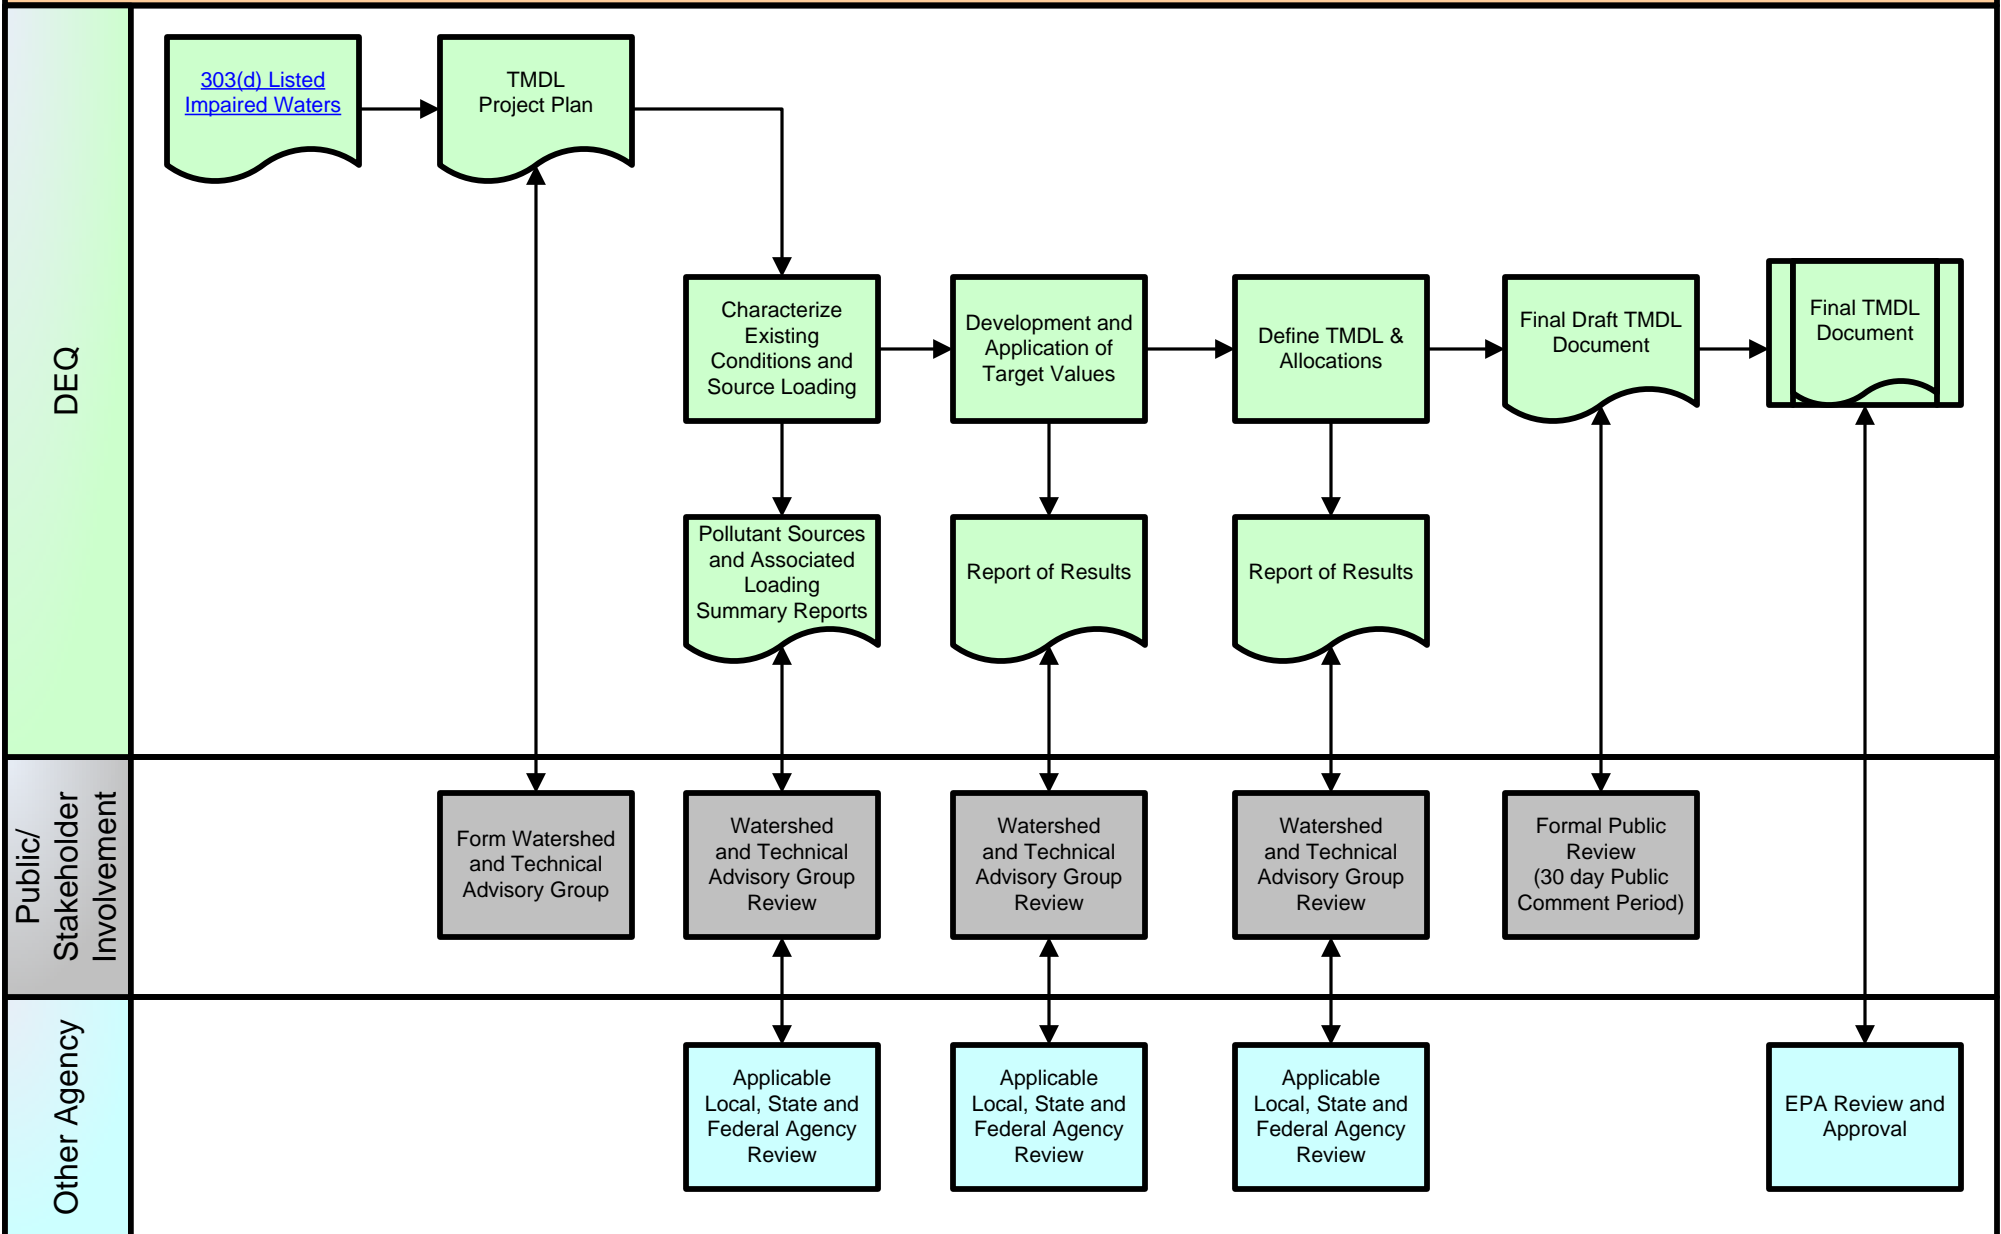 DEQ
303(d) Listed
Impaired Waters
TMDL
Project Plan
Characterize
Existing
Conditions and
Source Loading
Development and
Application of
Target Values
Define TMDL &
Allocations
Final Draft TMDL
Document
Final TMDL
Document
Pollutant Sources
and Associated
Loading
Summary Reports
Report of Results
Report of Results
Public/
Stakeholder
Involvement
Form Watershed
and Technical
Advisory Group
Watershed
and Technical
Advisory Group
Review
Watershed
and Technical
Advisory Group
Review
Watershed
and Technical
Advisory Group
Review
Formal Public
Review
(30 day Public
Comment Period)
Other Agency
Applicable
Local, State and
Federal Agency
Review
Applicable
Local, State and
Federal Agency
Review
Applicable
Local, State and
Federal Agency
Review
EPA Review and
Approval